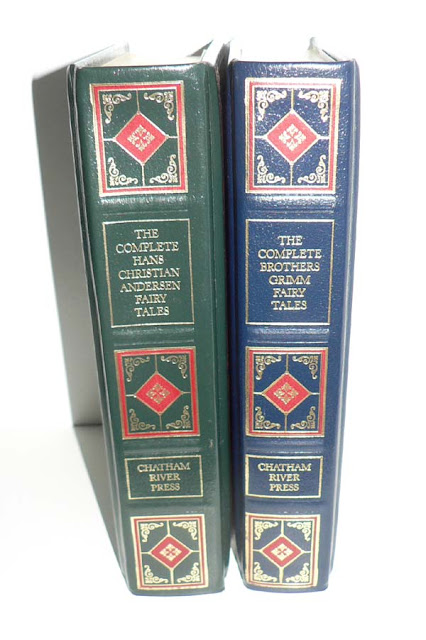 THE
COMPLETE
HANS
CHRISTIAN
ANDERSEN
FAIRY
TALES
CHATHAM
RIVER
PRESS
THE
COMPLETE
BROTHERS
GRIMM
FAIRY
TALES
CHATHAM
RIVER
PRESS